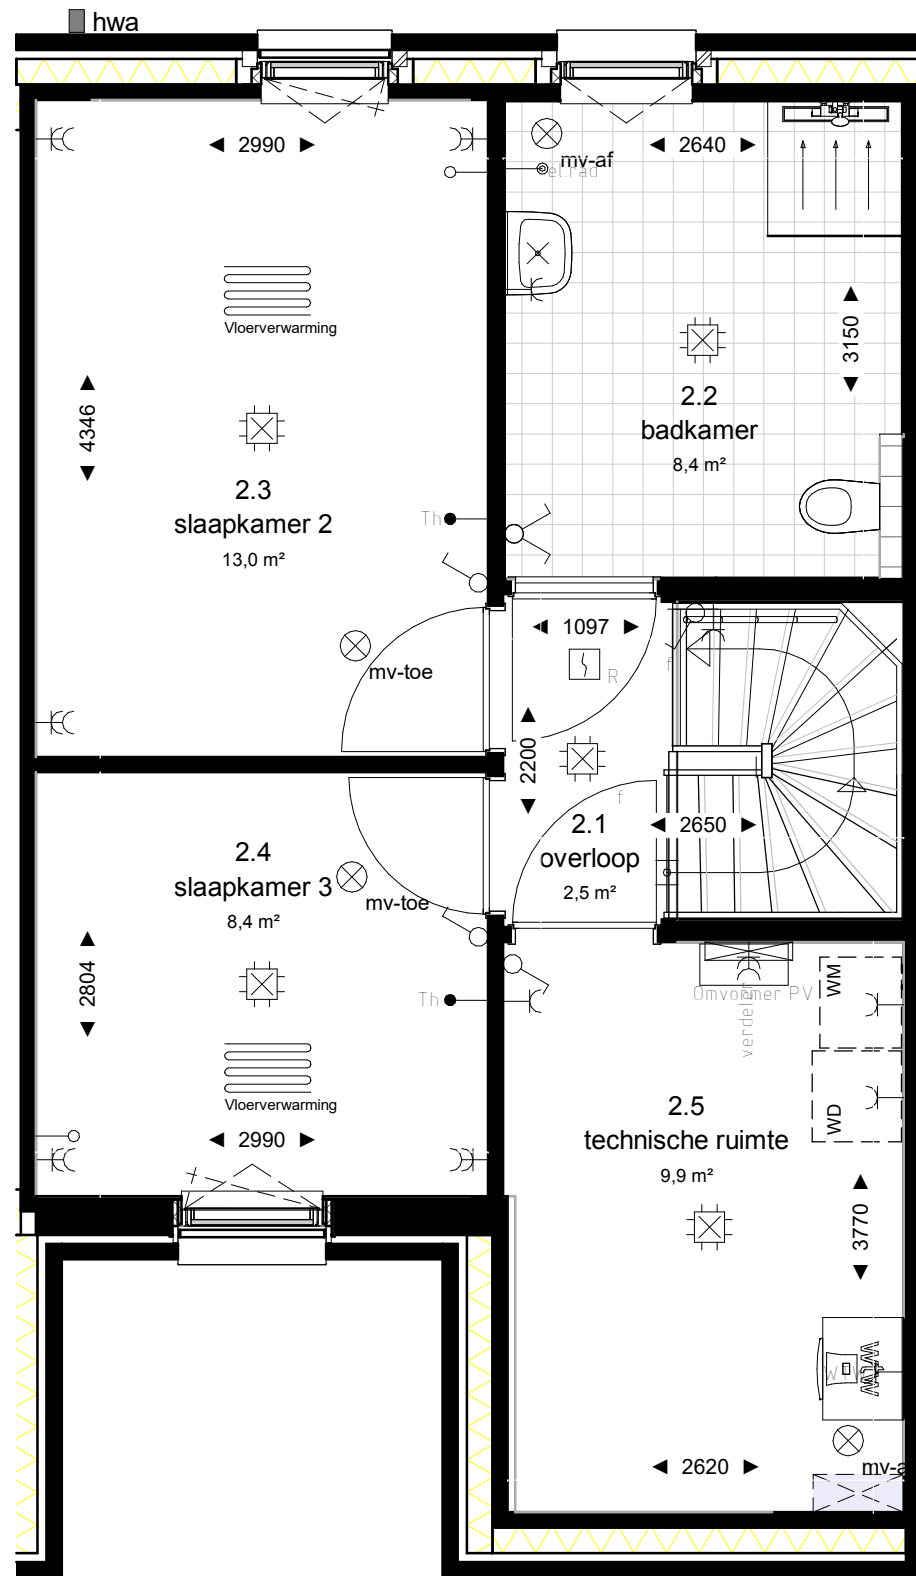 hwa
2990
2640
mv-af
el.rad
Vloerverwarming
3150
4346
2.2
badkamer
8,4 m²
2.3
slaapkamer 2
13,0 m²
Th
1097
R
f
mv-toe
2200
f
2.1
2650
overloop
2,5 m²
2.4
slaapkamer 3
8,4 m²
mv-toe
2804
Th
Omvormer PV
verdeler
WM
WD
Vloerverwarming
2990
2.5
technische ruimte
9,9 m²
3770
2620